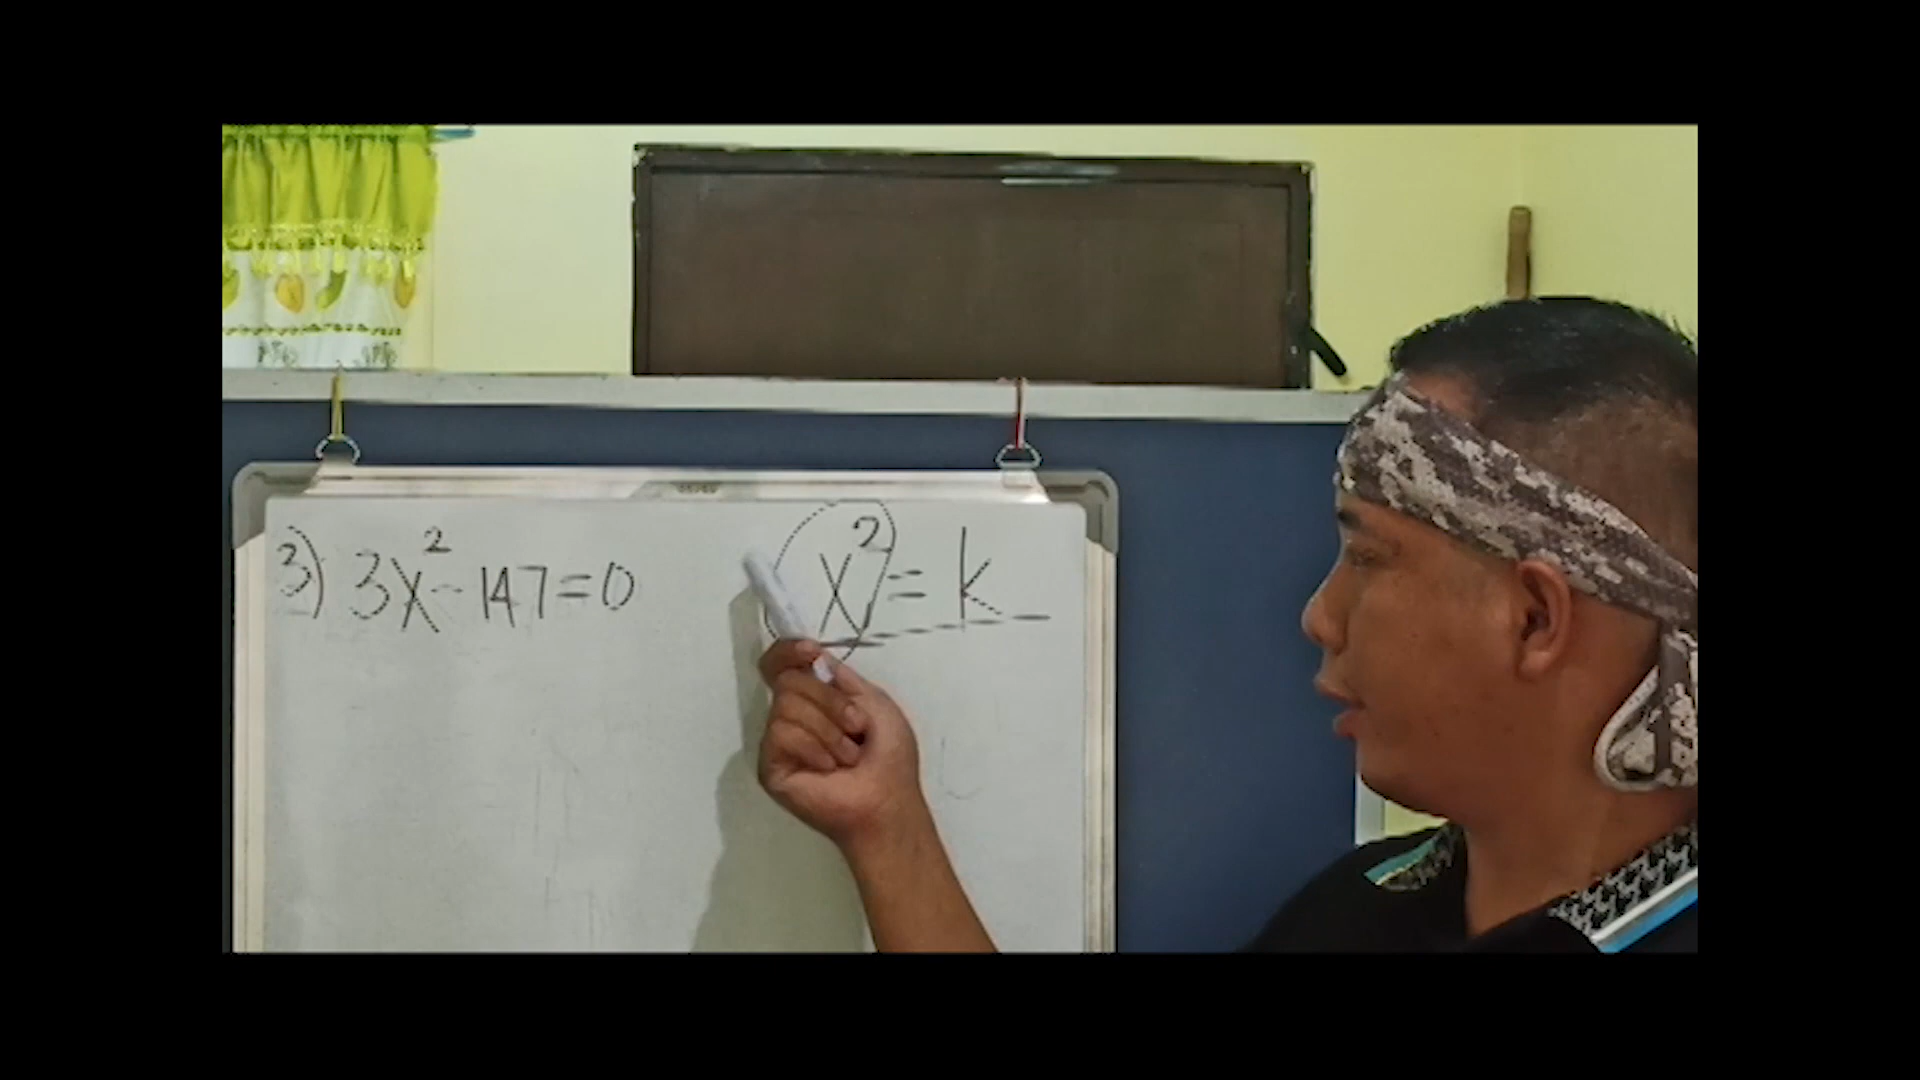 3) 3x² - 147 = 0
x² = k